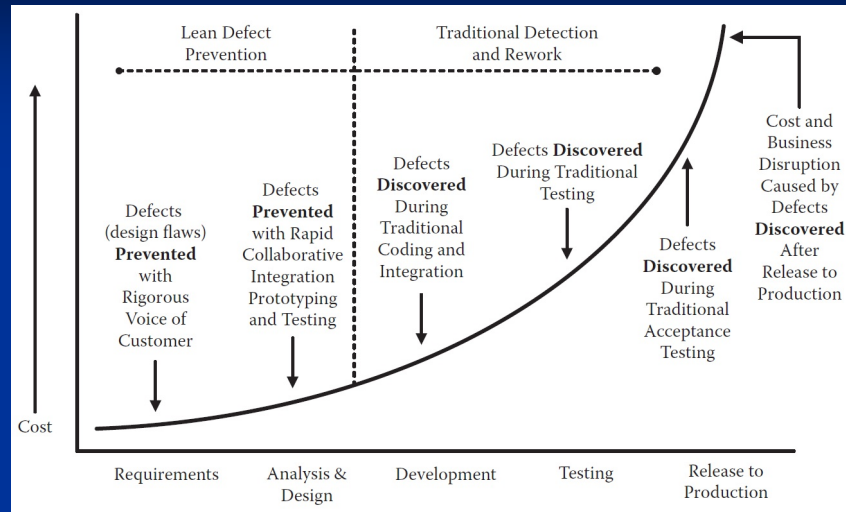 Lean Defect
Prevention
Traditional Detection
and Rework
Defects
(design flaws)
Prevented
with
Rigorous
Voice of
Customer
Defects
Prevented
with Rapid
Collaborative
Integration
Prototyping
and Testing
Defects
Discovered
During
Traditional
Coding and
Integration
Defects Discovered
During Traditional
Testing
Defects
Discovered
During
Traditional
Acceptance
Testing
Cost and
Business
Disruption
Caused by
Defects
Discovered
After
Release to
Production
Cost
Requirements
Analysis &
Design
Development
Testing
Release to
Production